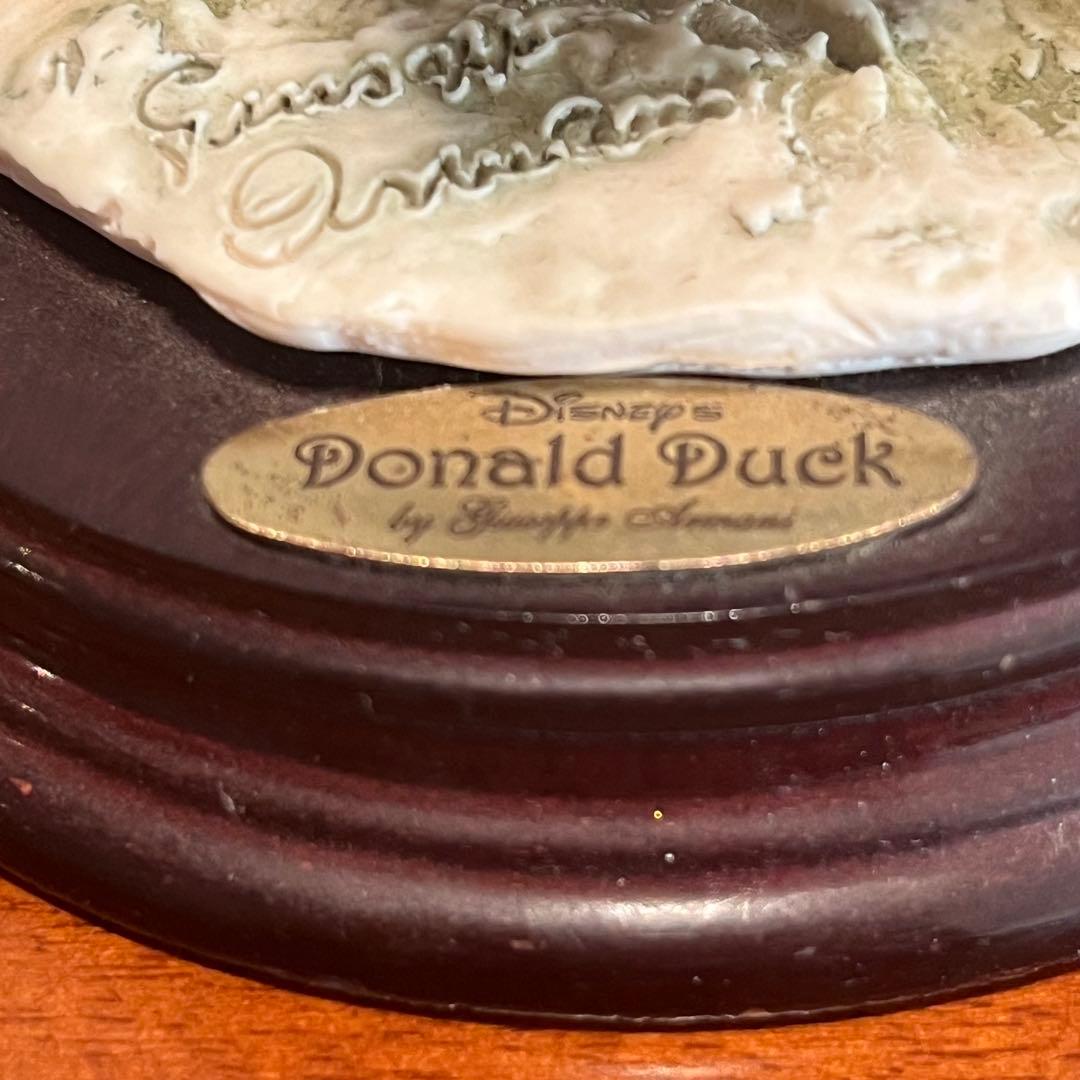 Giuseppe
Armani
DISNEY'S
Donald Duck
by Giuseppe Armani